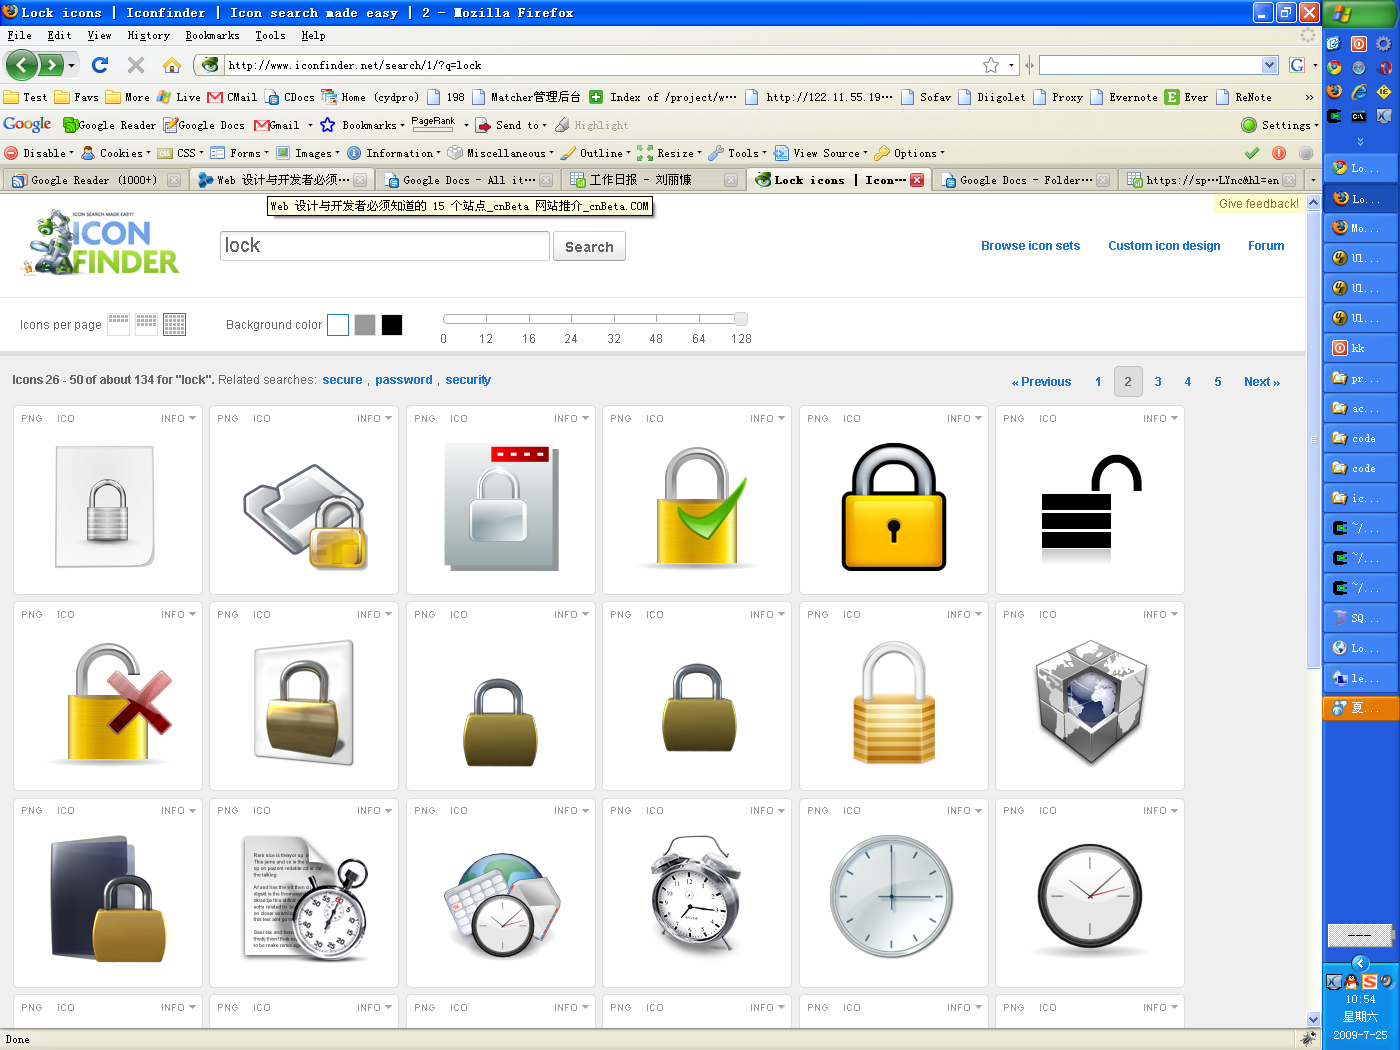 Lock icons | Iconfinder | Icon search made easy | 2 - Mozilla Firefox
File Edit View History Bookmarks Tools Help
http://www.iconfinder.net/search/1/?q=lock
Test Favs More Live CMail CDocs Home (cydpro) 198 Matcher管理后台 Index of /project/w··· http://122.11.55.19··· Sofav Diigolet Proxy Evernote Ever ReNote »
Google Google Reader Google Docs Gmail Bookmarks PageRank Send to Highlight Settings
Disable Cookies CSS Forms Images Information Miscellaneous Outline Resize Tools View Source Options
Google Reader (1000+) Web 设计与开发者必须··· Google Docs - All it··· 工作日报 - 刘丽慷 Lock icons | Icon··· Google Docs - Folder··· https://sp···LYnc&hl=en
Web 设计与开发者必须知道的 15 个站点_cnBeta 网站推介_cnBeta.COM
Give feedback!
ICON SEARCH MADE EASY!
ICON
FINDER
lock
Search
Browse icon sets Custom icon design Forum
Icons per page
Background color
0 12 16 24 32 48 64 128
Icons 26 - 50 of about 134 for "lock". Related searches: secure , password , security
« Previous 1 2 3 4 5 Next »
PNG ICO INFO PNG ICO INFO PNG ICO INFO PNG ICO INFO PNG ICO INFO PNG ICO INFO
PNG ICO INFO PNG ICO INFO PNG ICO INFO PNG ICO INFO PNG ICO INFO PNG ICO INFO
PNG ICO INFO PNG ICO INFO PNG ICO INFO PNG ICO INFO PNG ICO INFO PNG ICO INFO
PNG ICO INFO PNG ICO INFO PNG ICO INFO PNG ICO INFO PNG ICO INFO PNG ICO INFO
Done
Lo...
Lo...
Mo...
Ul...
Ul...
Ul...
kk
pr...
ac...
code
code
ic...
~/...
~/...
~/...
SQ...
Lo...
le...
夏...
10:54
星期六
2009-7-25